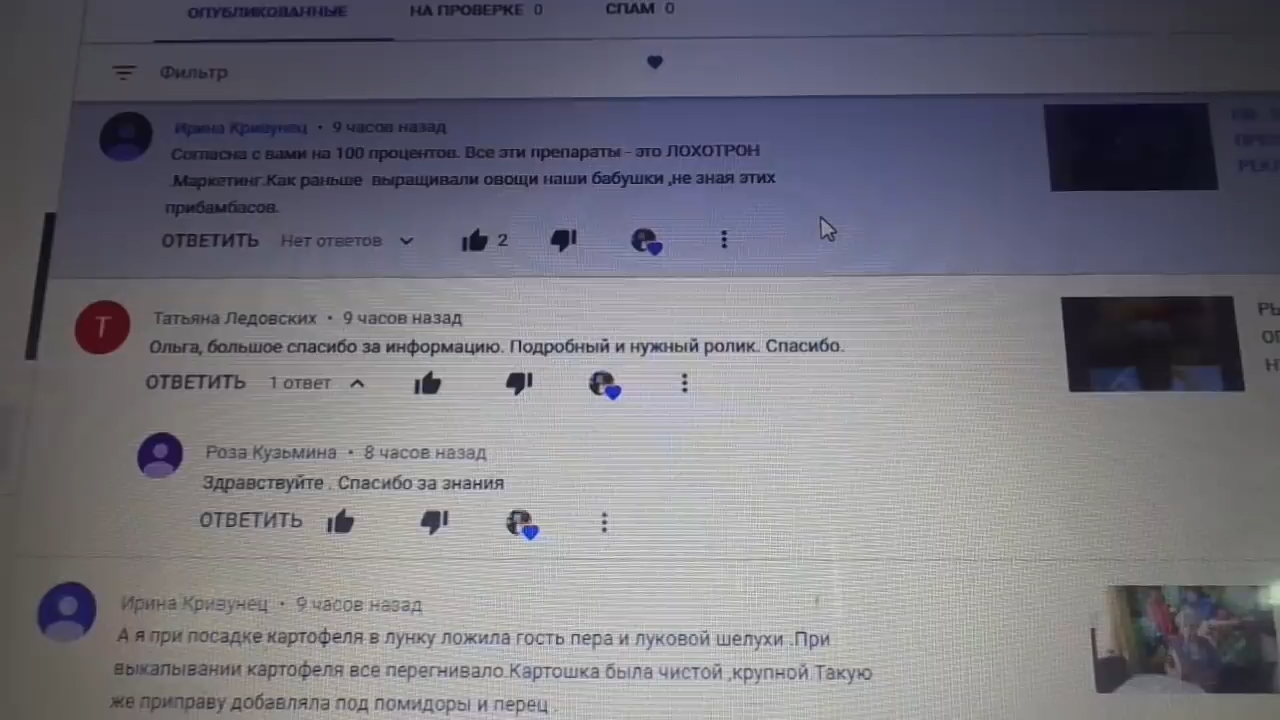 ОПУБЛИКОВАННЫЕ НА ПРОВЕРКЕ 0 СПАМ 0
Фильтр
Ирина Кривунец • 9 часов назад
Согласна с вами на 100 процентов. Все эти препараты - это ЛОХОТРОН
.Маркетинг.Как раньше выращивали овощи наши бабушки ,не зная этих
прибамбасов.
ОТВЕТИТЬ Нет ответов 2
Т
Татьяна Ледовских • 9 часов назад
Ольга, большое спасибо за информацию. Подробный и нужный ролик. Спасибо.
ОТВЕТИТЬ 1 ответ
Роза Кузьмина • 8 часов назад
Здравствуйте . Спасибо за знания
ОТВЕТИТЬ
Ирина Кривунец • 9 часов назад
А я при посадке картофеля в лунку ложила гость пера и луковой шелухи .При
выкапывании картофеля все перегнивало.Картошка была чистой ,крупной.Такую
же приправу добавляла под помидоры и перец .